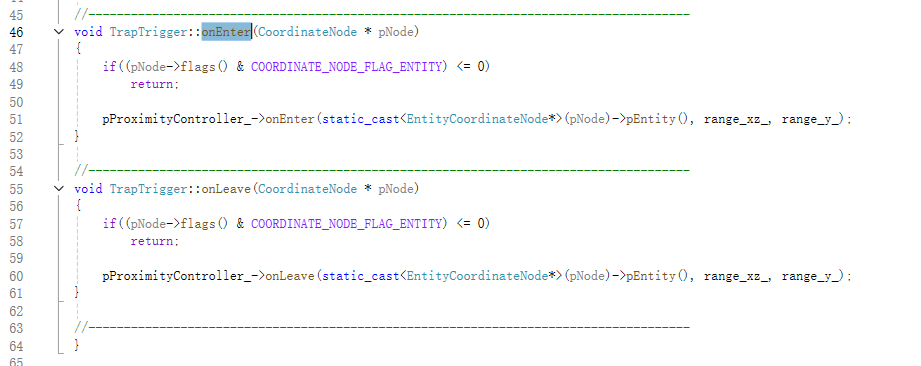 45 //------------------------------------------------------------------------------------
46 void TrapTrigger::onEnter(CoordinateNode * pNode)
47 {
48 if((pNode->flags() & COORDINATE_NODE_FLAG_ENTITY) <= 0)
49 return;
50
51 pProximityController_->onEnter(static_cast<EntityCoordinateNode*>(pNode)->pEntity(), range_xz_, range_y_);
52 }
53
54 //------------------------------------------------------------------------------------
55 void TrapTrigger::onLeave(CoordinateNode * pNode)
56 {
57 if((pNode->flags() & COORDINATE_NODE_FLAG_ENTITY) <= 0)
58 return;
59
60 pProximityController_->onLeave(static_cast<EntityCoordinateNode*>(pNode)->pEntity(), range_xz_, range_y_);
61 }
62
63 //------------------------------------------------------------------------------------
64 }
65